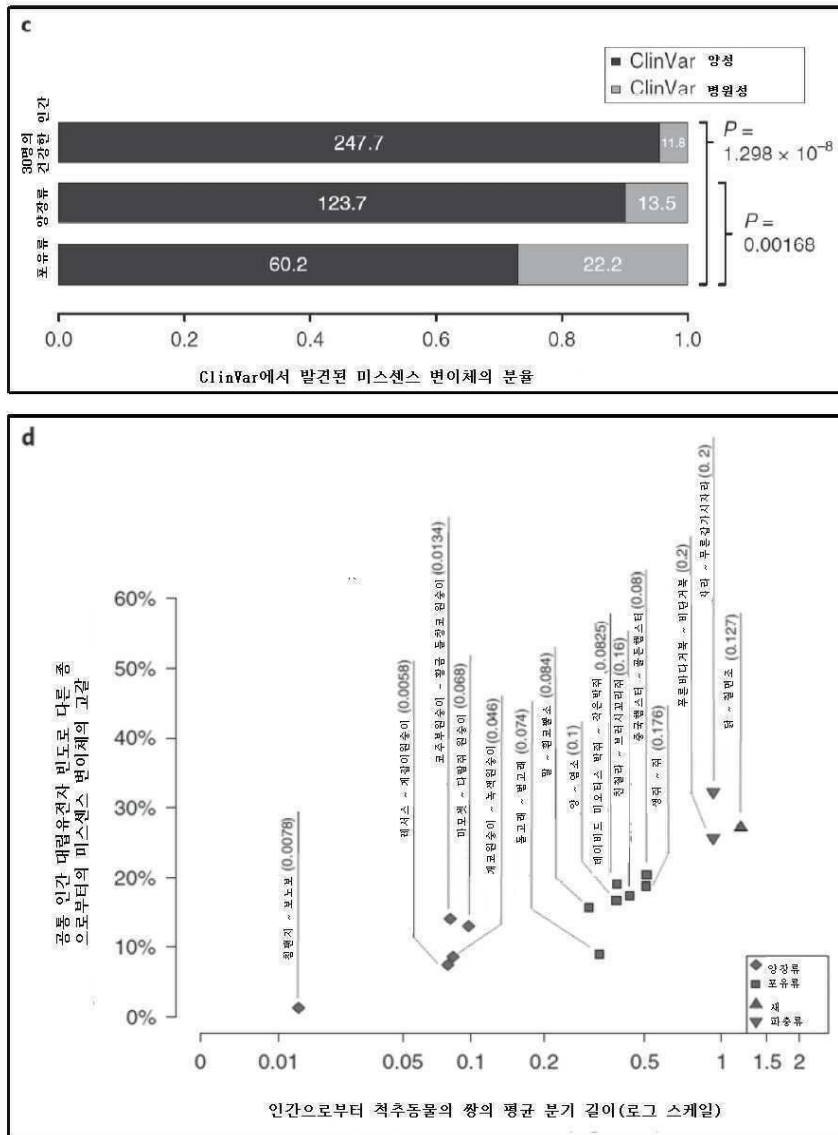 c
ClinVar 양성
ClinVar 병원성
30명의
건강한 인간
247.7
11.8
P =
1.298 × 10⁻⁸
영장류
123.7
13.5
P =
0.00168
포유류
60.2
22.2
0.0
0.2
0.4
0.6
0.8
1.0
ClinVar에서 발견된 미스센스 변이체의 분율
d
공통 인간 대립유전자 빈도로 다른 종
으로부터의 미스센스 변이체의 고갈
60%
50%
40%
30%
20%
10%
0%
침팬지 ~ 보노보 (0.0078)
레서스 ~ 게잡이원숭이 (0.0058)
코주부원숭이 ~ 황금 들창코 원숭이 (0.0134)
마모셋 ~ 다람쥐 원숭이 (0.068)
개코원숭이 ~ 녹색원숭이 (0.046)
돌고래 ~ 범고래 (0.074)
말 ~ 흰코뿔소 (0.084)
양 ~ 염소 (0.1)
데이비드 미오티스 박쥐 ~ 작은박쥐 (0.0825)
친칠라 ~ 브러시꼬리쥐 (0.16)
중국햄스터 ~ 골든햄스터 (0.08)
생쥐 ~ 쥐 (0.176)
푸른바다거북 ~ 비단거북 (0.2)
자라 ~ 푸른갑가시자라 (0.2)
닭 ~ 칠면조 (0.127)
영장류
포유류
새
파충류
0
0.01
0.05
0.1
0.2
0.5
1
1.5
2
인간으로부터 척추동물의 쌍의 평균 분기 길이(로그 스케일)